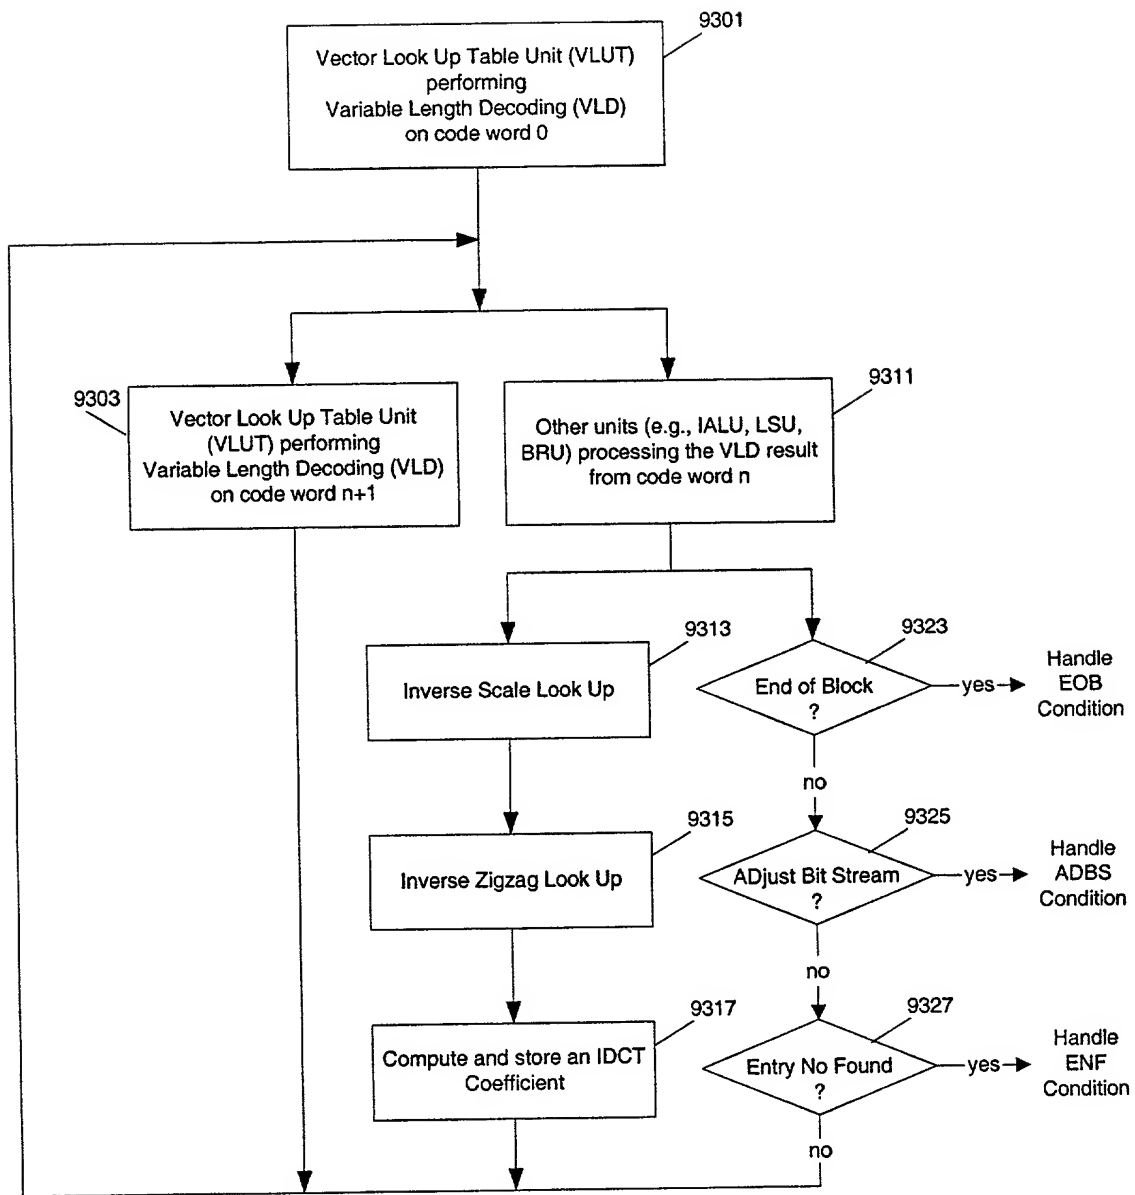 9301
Vector Look Up Table Unit (VLUT)
performing
Variable Length Decoding (VLD)
on code word 0
9303
Vector Look Up Table Unit
(VLUT) performing
Variable Length Decoding (VLD)
on code word n+1
9311
Other units (e.g., IALU, LSU,
BRU) processing the VLD result
from code word n
9313
Inverse Scale Look Up
9323
End of Block
?
yes
Handle
EOB
Condition
no
9315
Inverse Zigzag Look Up
9325
ADjust Bit Stream
?
yes
Handle
ADBS
Condition
no
9317
Compute and store an IDCT
Coefficient
9327
Entry No Found
?
yes
Handle
ENF
Condition
no